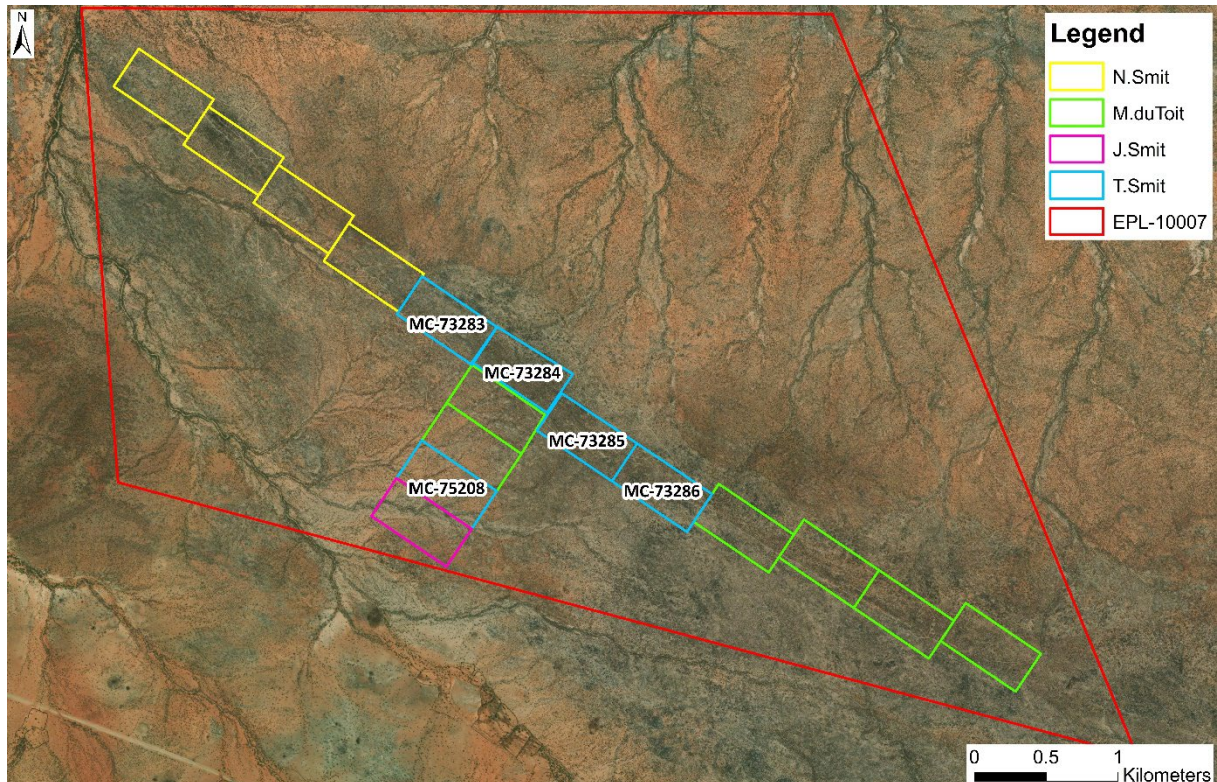 N
Legend
N.Smit
M.duToit
J.Smit
T.Smit
EPL-10007
MC-73283
MC-73284
MC-73285
MC-73286
MC-75208
0 0.5 1
Kilometers